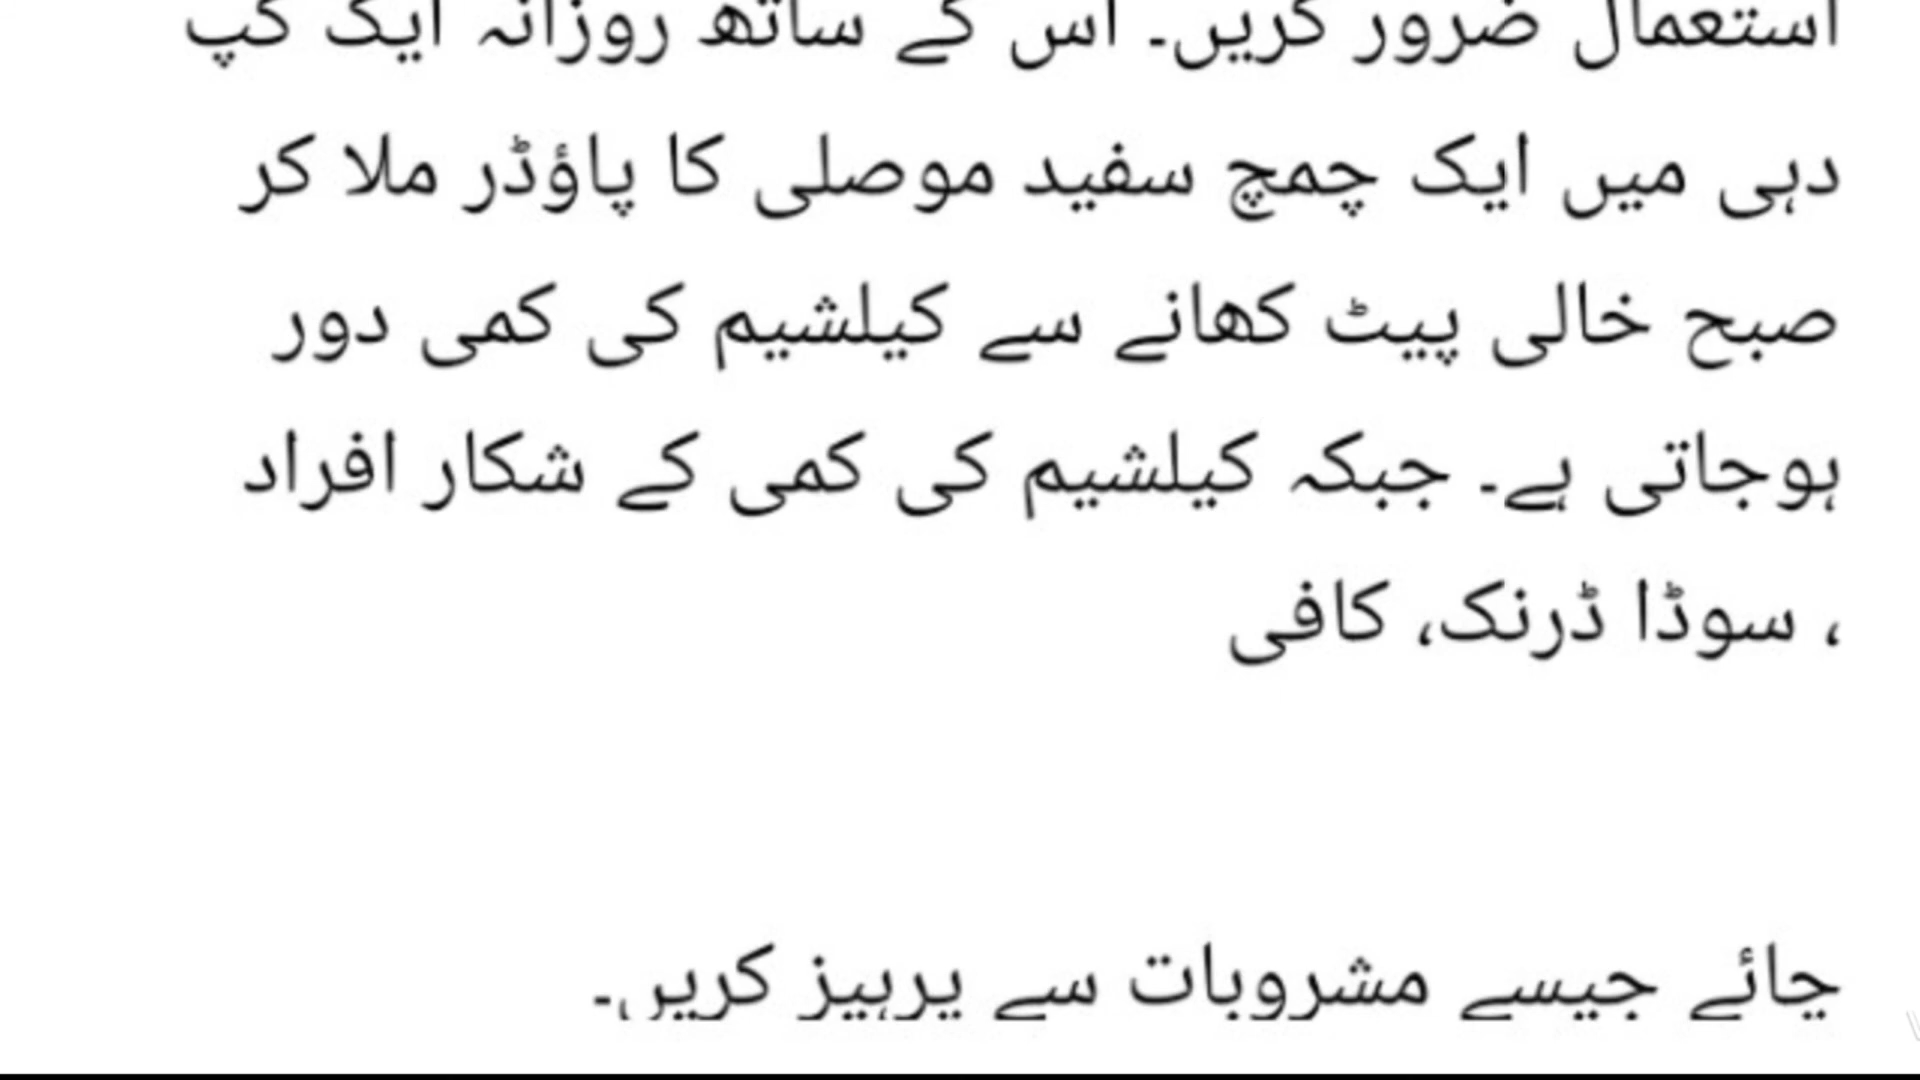 استعمال ضرور کریں۔ اس کے ساتھ روزانہ ایک کپ
دہی میں ایک چمچ سفید موصلی کا پاؤڈر ملا کر
صبح خالی پیٹ کھانے سے کیلشیم کی کمی دور
ہوجاتی ہے۔ جبکہ کیلشیم کی کمی کے شکار افراد
، سوڈا ڈرنک، کافی
چائے جیسے مشروبات سے پرہیز کریں۔